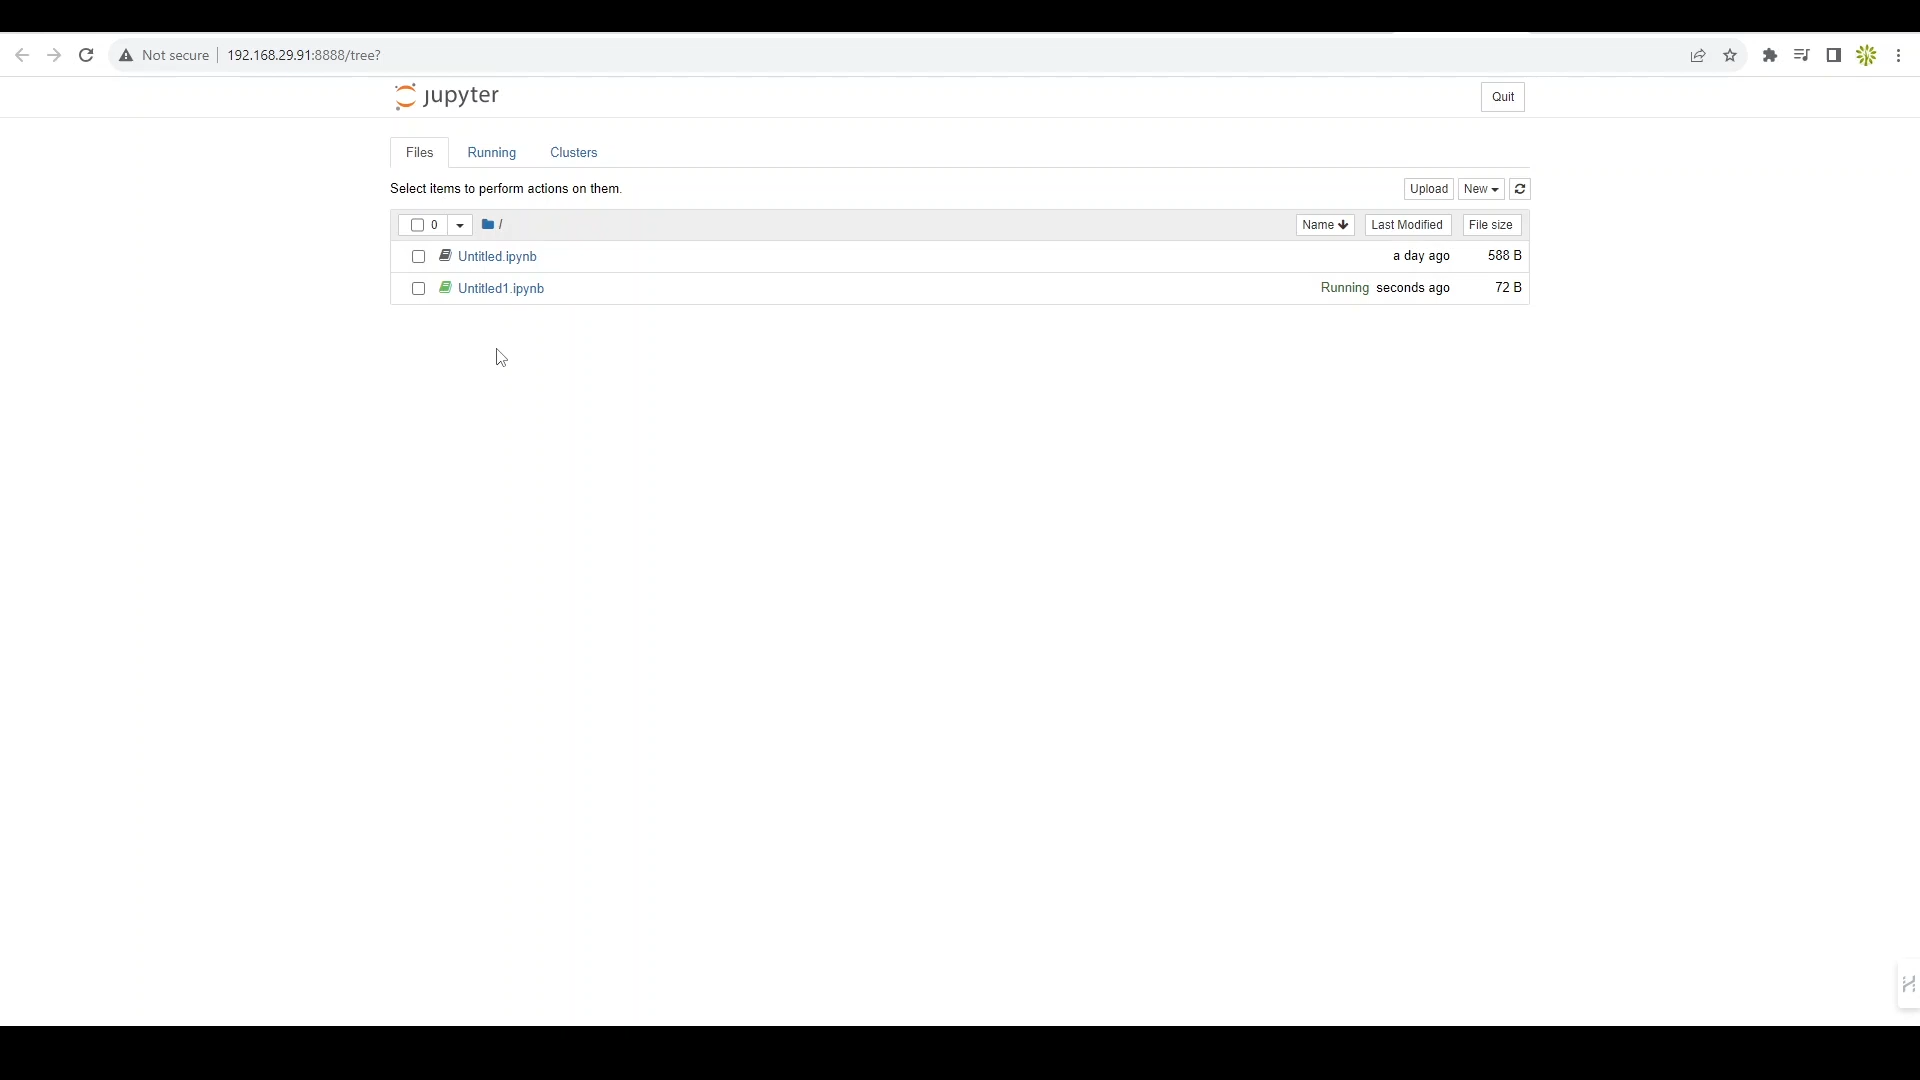 Not secure 192.168.29.91:8888/tree?
jupyter Quit
Files Running Clusters
Select items to perform actions on them. Upload New
0 / Name Last Modified File size
Untitled.ipynb a day ago 588 B
Untitled1.ipynb Running seconds ago 72 B